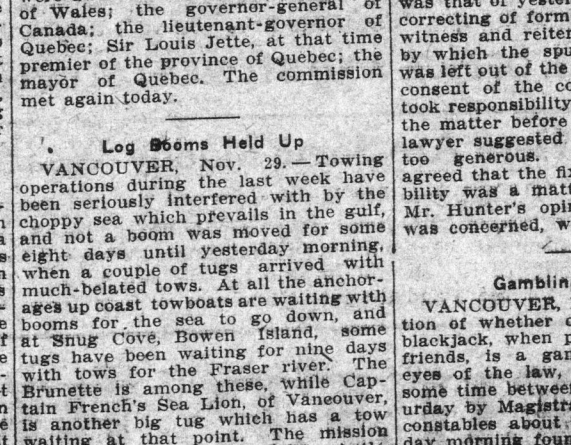 of Wales; the governor-general of
Canada; the lieutenant-governor of
Quebec; Sir Louis Jette, at that time
premier of the province of Quebec; the
mayor of Quebec. The commission
met again today.
Log Booms Held Up
VANCOUVER, Nov. 29.—Towing
operations during the last week have
been seriously interfered with by the
choppy sea which prevails in the gulf,
and not a boom was moved for some
eight days until yesterday morning,
when a couple of tugs arrived with
much-belated tows. At all the anchor-
ages up coast towboats are waiting with
booms for the sea to go down, and
at Snug Cove, Bowen Island, some
tugs have been waiting for nine days
with tows for the Fraser river. The
Brunette is among these, while Cap-
tain French's Sea Lion, of Vancouver,
is another big tug which has a tow
waiting at that point. The mission
was that of
correcting of form
witness and reiter
by which the spu
was left out of the
consent of the co
took responsibility
the matter before
lawyer suggested
too generous.
agreed that the fi
bility was a matt
Mr. Hunter's opi
was concerned, w
Gamblin
VANCOUVER,
tion of whether
blackjack, when p
friends, is a gam
eyes of the law,
some time between
urday by Magistra
constables about
day morning four